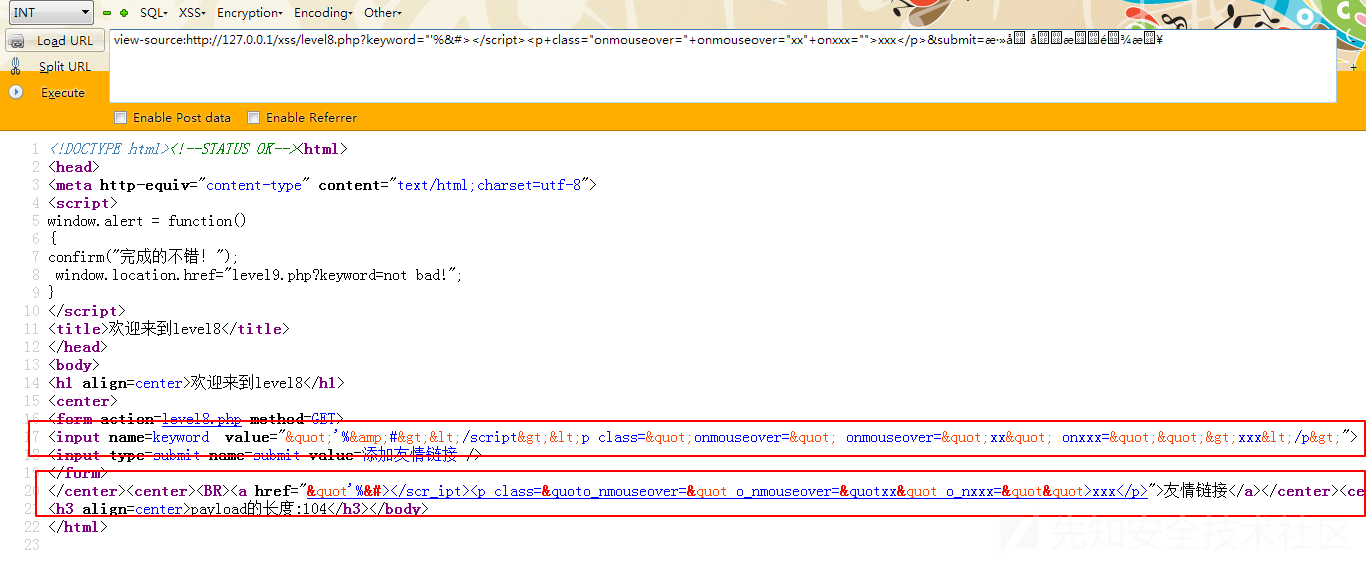 INT SQL▾ XSS▾ Encryption▾ Encoding▾ Other▾
Load URL view-source:http://127.0.0.1/xss/level8.php?keyword="'%&#></script><p+class="onmouseover="+onmouseover="xx"+onxxx="">xxx</p>&submit=
Split URL
Execute
Enable Post data Enable Referrer
1 <!DOCTYPE html><!--STATUS OK--><html>
2 <head>
3 <meta http-equiv="content-type" content="text/html;charset=utf-8">
4 <script>
5 window.alert = function()
6 {
7 confirm("完成的不错！");
8 window.location.href="level9.php?keyword=not bad!";
9 }
10 </script>
11 <title>欢迎来到level8</title>
12 </head>
13 <body>
14 <h1 align=center>欢迎来到level8</h1>
15 <center>
16 <form action=level8.php method=GET>
17 <input name=keyword  value="&quot;'%&amp;#&gt;&lt;/script&gt;&lt;p class=&quot;onmouseover=&quot; onmouseover=&quot;xx&quot; onxxx=&quot;&quot;&gt;xxx&lt;/p&gt;">
<input type=submit name=submit value=添加友情链接 />
19 </form>
20 </center><center><BR><a href="&quot'%&#></scr_ipt><p class=&quoto_nmouseover=&quot o_nmouseover=&quotxx&quot o_nxxx=&quot&quot>xxx</p>">友情链接</a></center><ce
21 <h3 align=center>payload的长度:104</h3></body>
22 </html>
23
先知安全技术社区